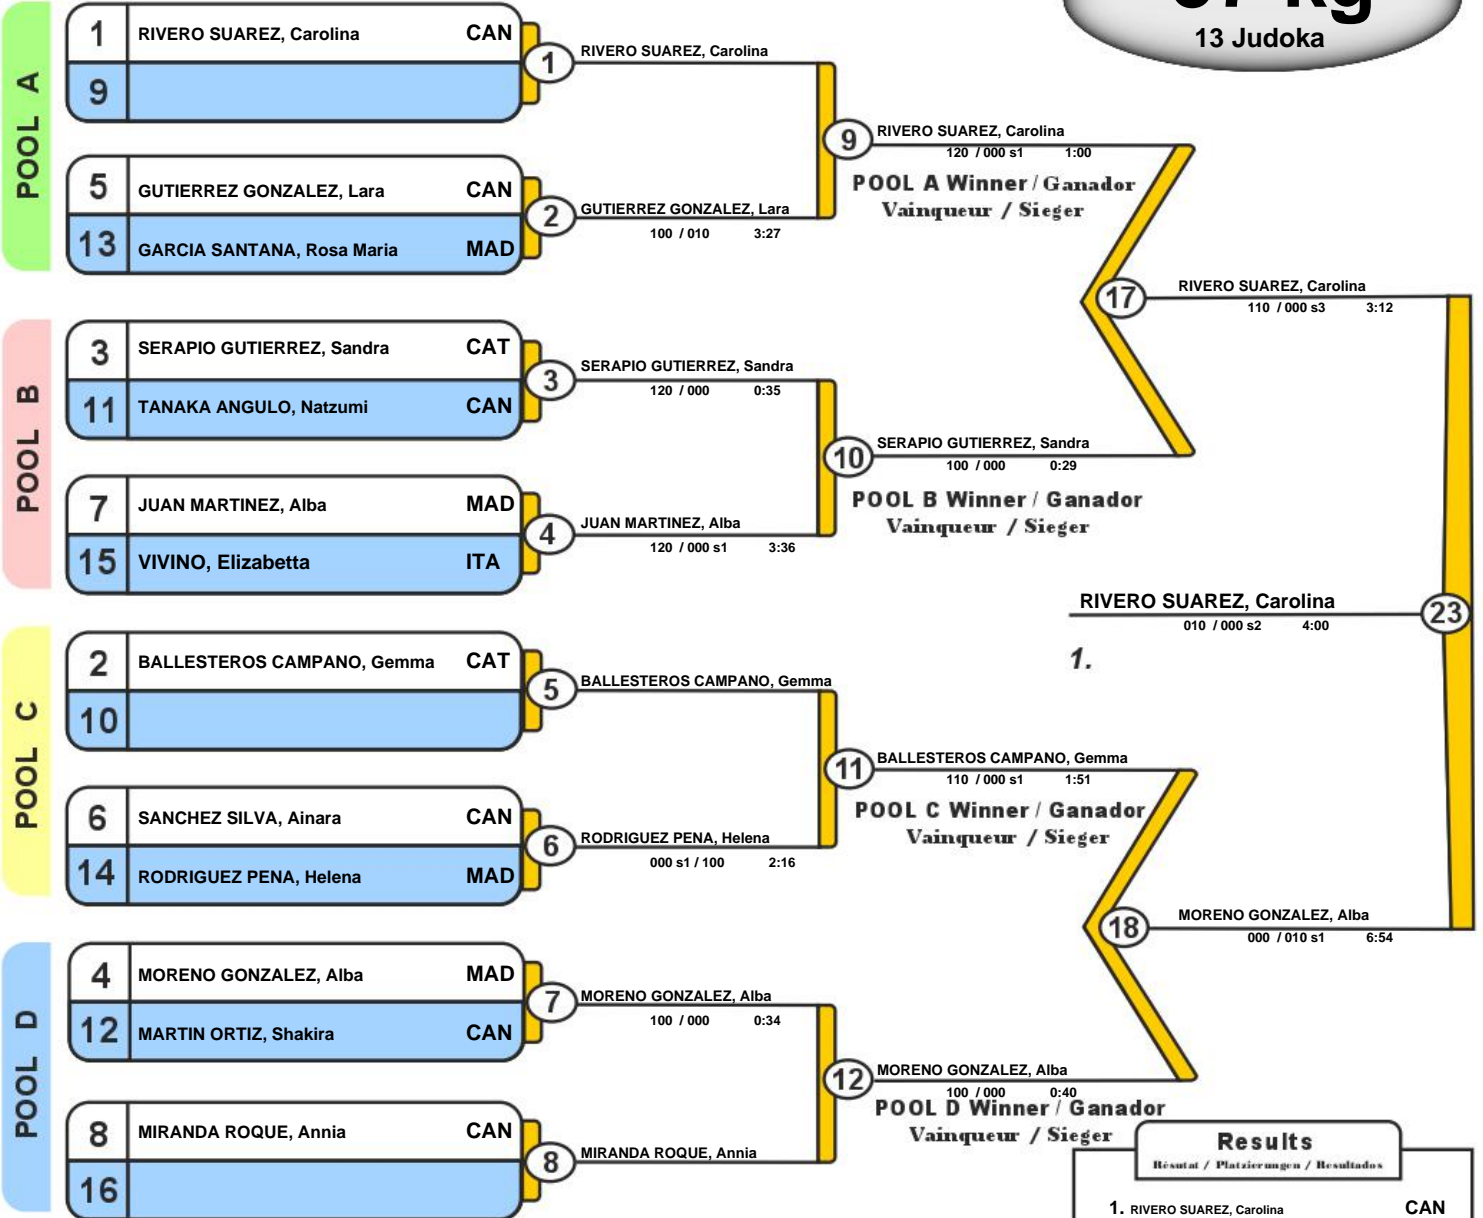 13 Judoka
POOL A
1 RIVERO SUAREZ, Carolina CAN
9
1 RIVERO SUAREZ, Carolina
5 GUTIERREZ GONZALEZ, Lara CAN
13 GARCIA SANTANA, Rosa Maria MAD
2 GUTIERREZ GONZALEZ, Lara
100 / 010 3:27
9 RIVERO SUAREZ, Carolina
120 / 000 s1 1:00
POOL A Winner / Ganador
Vainqueur / Sieger
POOL B
3 SERAPIO GUTIERREZ, Sandra CAT
11 TANAKA ANGULO, Natzumi CAN
3 SERAPIO GUTIERREZ, Sandra
120 / 000 0:35
7 JUAN MARTINEZ, Alba MAD
15 VIVINO, Elizabetta ITA
4 JUAN MARTINEZ, Alba
120 / 000 s1 3:36
10 SERAPIO GUTIERREZ, Sandra
100 / 000 0:29
POOL B Winner / Ganador
Vainqueur / Sieger
17 RIVERO SUAREZ, Carolina
110 / 000 s3 3:12
RIVERO SUAREZ, Carolina 23
010 / 000 s2 4:00
1.
POOL C
2 BALLESTEROS CAMPANO, Gemma CAT
10
5 BALLESTEROS CAMPANO, Gemma
6 SANCHEZ SILVA, Ainara CAN
14 RODRIGUEZ PENA, Helena MAD
6 RODRIGUEZ PENA, Helena
000 s1 / 100 2:16
11 BALLESTEROS CAMPANO, Gemma
110 / 000 s1 1:51
POOL C Winner / Ganador
Vainqueur / Sieger
18 MORENO GONZALEZ, Alba
000 / 010 s1 6:54
POOL D
4 MORENO GONZALEZ, Alba MAD
12 MARTIN ORTIZ, Shakira CAN
7 MORENO GONZALEZ, Alba
100 / 000 0:34
8 MIRANDA ROQUE, Annia CAN
16
8 MIRANDA ROQUE, Annia
12 MORENO GONZALEZ, Alba
100 / 000 0:40
POOL D Winner / Ganador
Vainqueur / Sieger
Results
Résutat / Platzierungen / Resultados
1. RIVERO SUAREZ, Carolina CAN